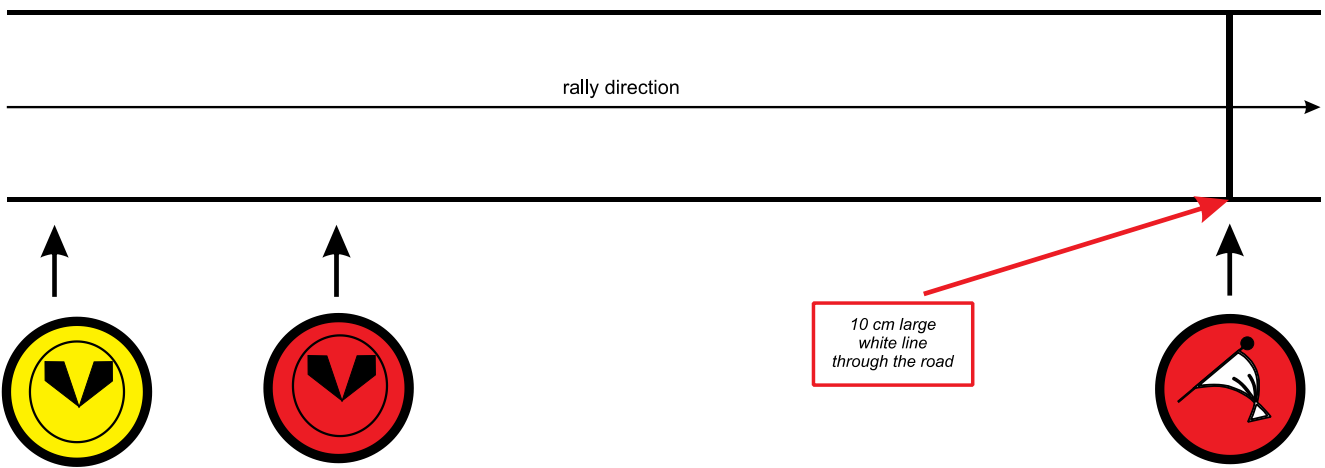 rally direction
10 cm large
white line
through the road